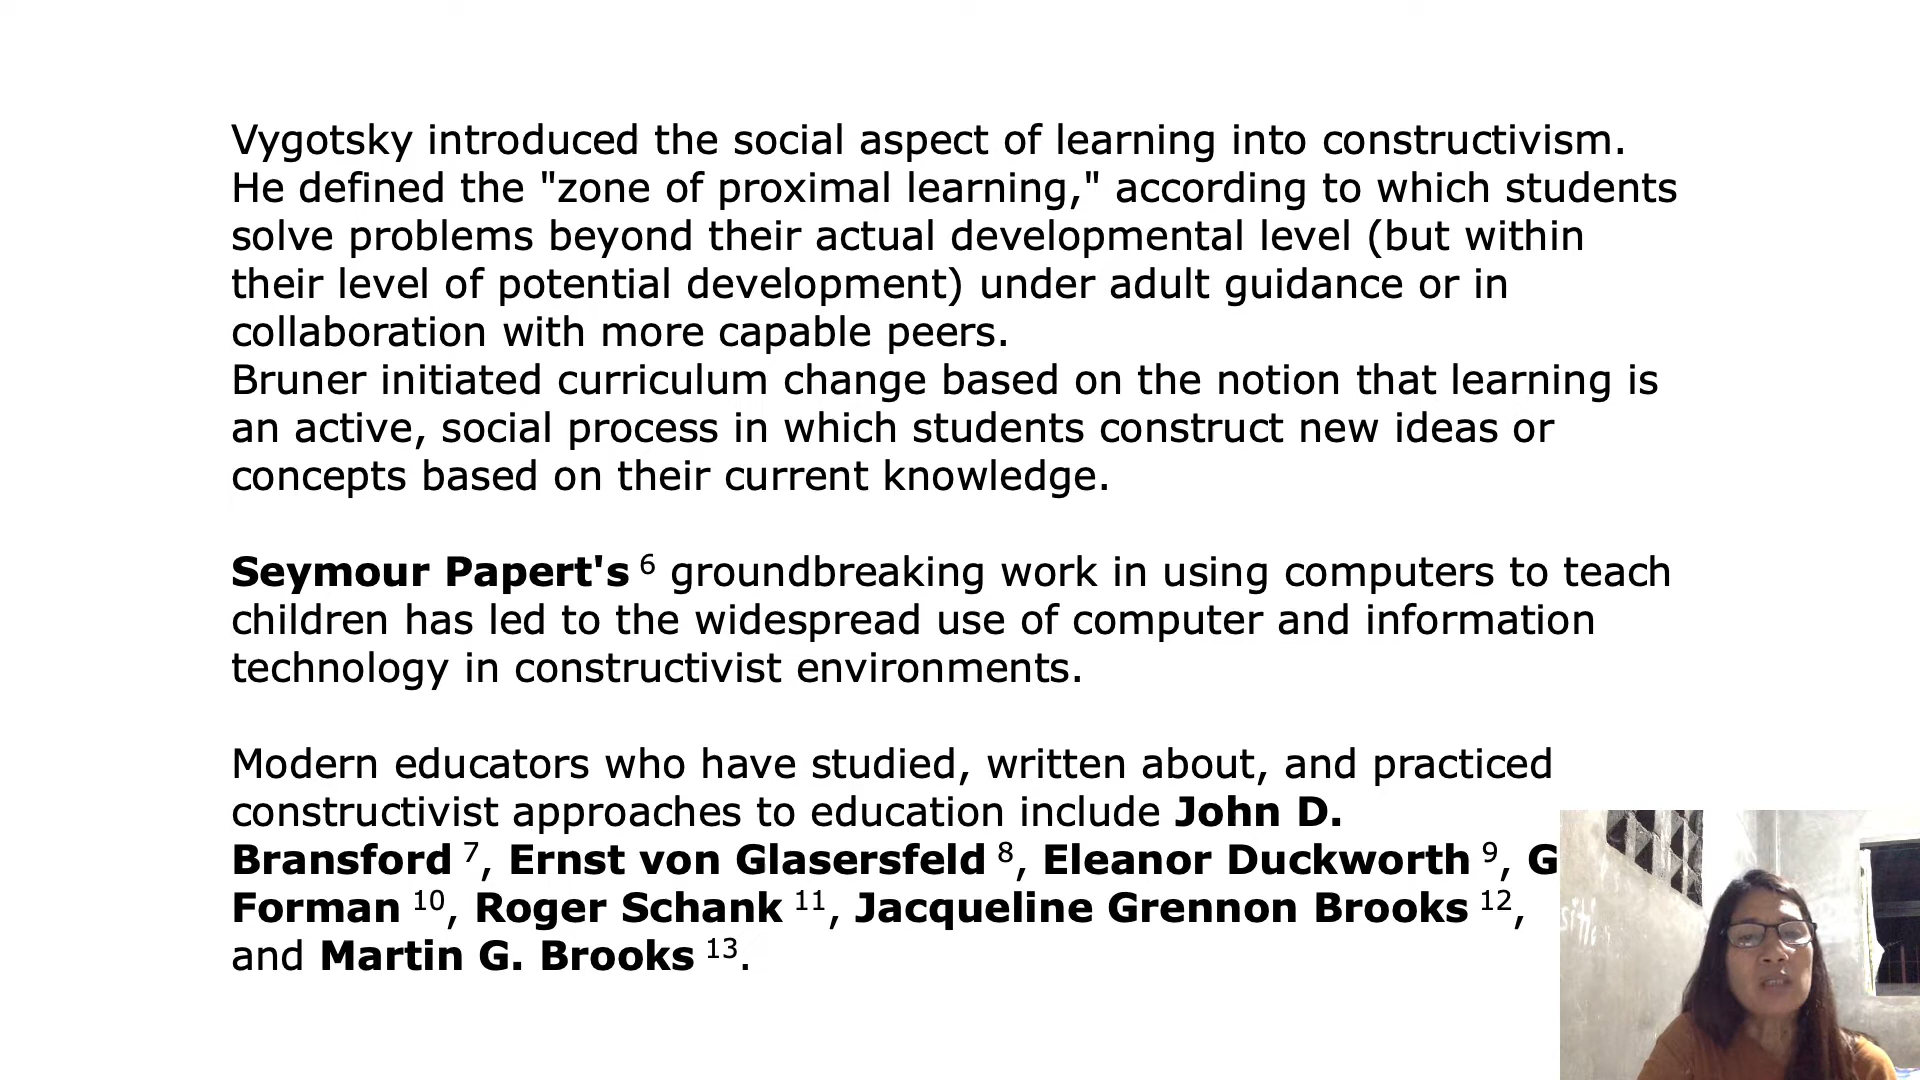 Vygotsky introduced the social aspect of learning into constructivism.
He defined the "zone of proximal learning," according to which students
solve problems beyond their actual developmental level (but within
their level of potential development) under adult guidance or in
collaboration with more capable peers.
Bruner initiated curriculum change based on the notion that learning is
an active, social process in which students construct new ideas or
concepts based on their current knowledge.
Seymour Papert's 6 groundbreaking work in using computers to teach
children has led to the widespread use of computer and information
technology in constructivist environments.
Modern educators who have studied, written about, and practiced
constructivist approaches to education include John D.
Bransford 7, Ernst von Glasersfeld 8, Eleanor Duckworth 9, G
Forman 10, Roger Schank 11, Jacqueline Grennon Brooks 12,
and Martin G. Brooks 13.